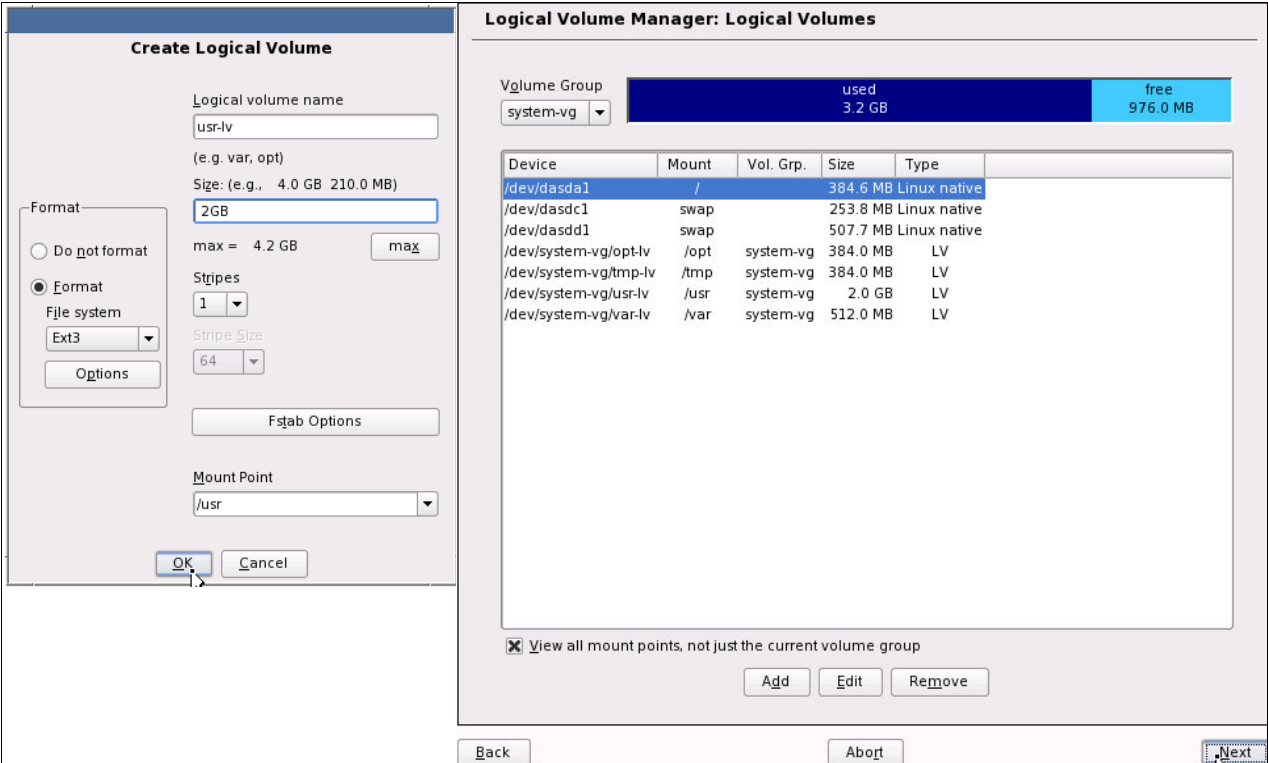 Create Logical Volume
Logical volume name
usr-lv
(e.g. var, opt)
Size: (e.g., 4.0 GB 210.0 MB)
2GB
max = 4.2 GB
max
Format
Do not format
Format
File system
Ext3
Options
Stripes
1
Stripe Size
64
Fstab Options
Mount Point
/usr
OK
Cancel
Logical Volume Manager: Logical Volumes
Volume Group
system-vg
used
3.2 GB
free
976.0 MB
Device Mount Vol. Grp. Size Type
/dev/dasda1 / 384.6 MB Linux native
/dev/dasdc1 swap 253.8 MB Linux native
/dev/dasdd1 swap 507.7 MB Linux native
/dev/system-vg/opt-lv /opt system-vg 384.0 MB LV
/dev/system-vg/tmp-lv /tmp system-vg 384.0 MB LV
/dev/system-vg/usr-lv /usr system-vg 2.0 GB LV
/dev/system-vg/var-lv /var system-vg 512.0 MB LV
View all mount points, not just the current volume group
Add Edit Remove
Back Abort Next